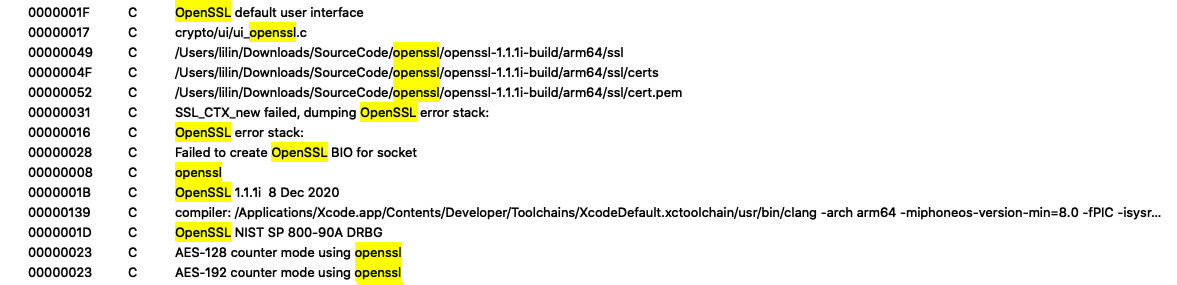 0000001F C OpenSSL default user interface
00000017 C crypto/ui/ui_openssl.c
00000049 C /Users/lilin/Downloads/SourceCode/openssl/openssl-1.1.1i-build/arm64/ssl
0000004F C /Users/lilin/Downloads/SourceCode/openssl/openssl-1.1.1i-build/arm64/ssl/certs
00000052 C /Users/lilin/Downloads/SourceCode/openssl/openssl-1.1.1i-build/arm64/ssl/cert.pem
00000031 C SSL_CTX_new failed, dumping OpenSSL error stack:
00000016 C OpenSSL error stack:
00000028 C Failed to create OpenSSL BIO for socket
00000008 C openssl
0000001B C OpenSSL 1.1.1i  8 Dec 2020
00000139 C compiler: /Applications/Xcode.app/Contents/Developer/Toolchains/XcodeDefault.xctoolchain/usr/bin/clang -arch arm64 -miphoneos-version-min=8.0 -fPIC -isysr...
0000001D C OpenSSL NIST SP 800-90A DRBG
00000023 C AES-128 counter mode using openssl
00000023 C AES-192 counter mode using openssl